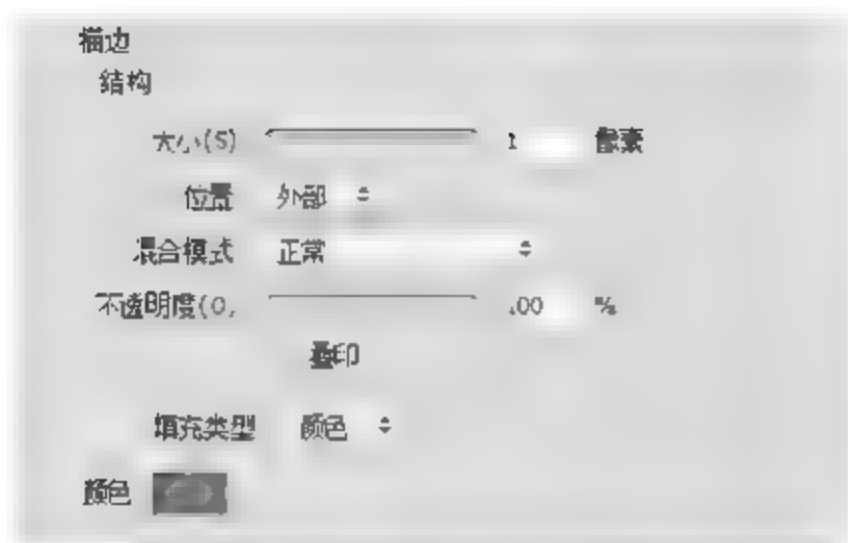 描边
结构
大小(S) 像素
位置 外部
混合模式 正常
不透明度(O, 00 %
叠印
填充类型 颜色
颜色